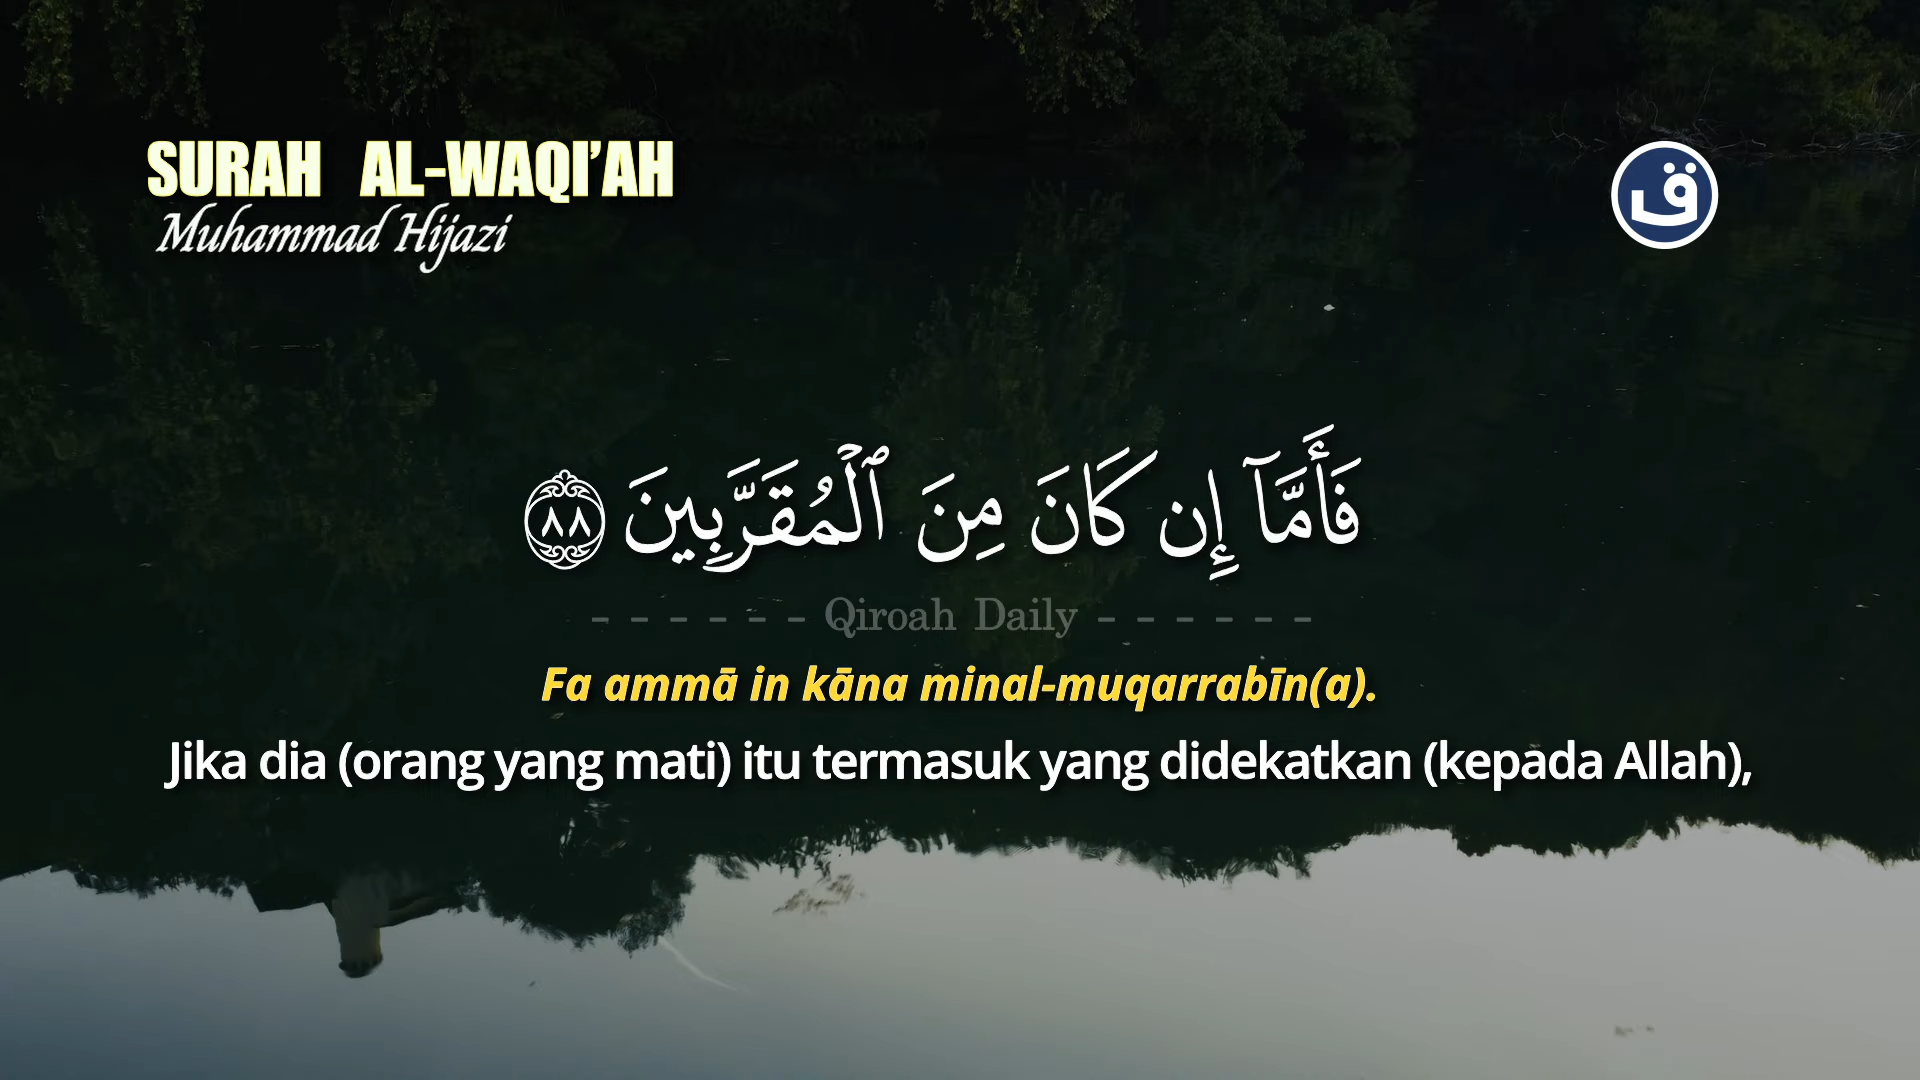 SURAH AL-WAQI’AH
Muhammad Hijazi
ق
فَأَمَّآ إِن كَانَ مِنَ ٱلْمُقَرَّبِينَ ٨٨
- - - - - - Qiroah Daily - - - - - -
Fa ammā in kāna minal-muqarrabīn(a).
Jika dia (orang yang mati) itu termasuk yang didekatkan (kepada Allah),